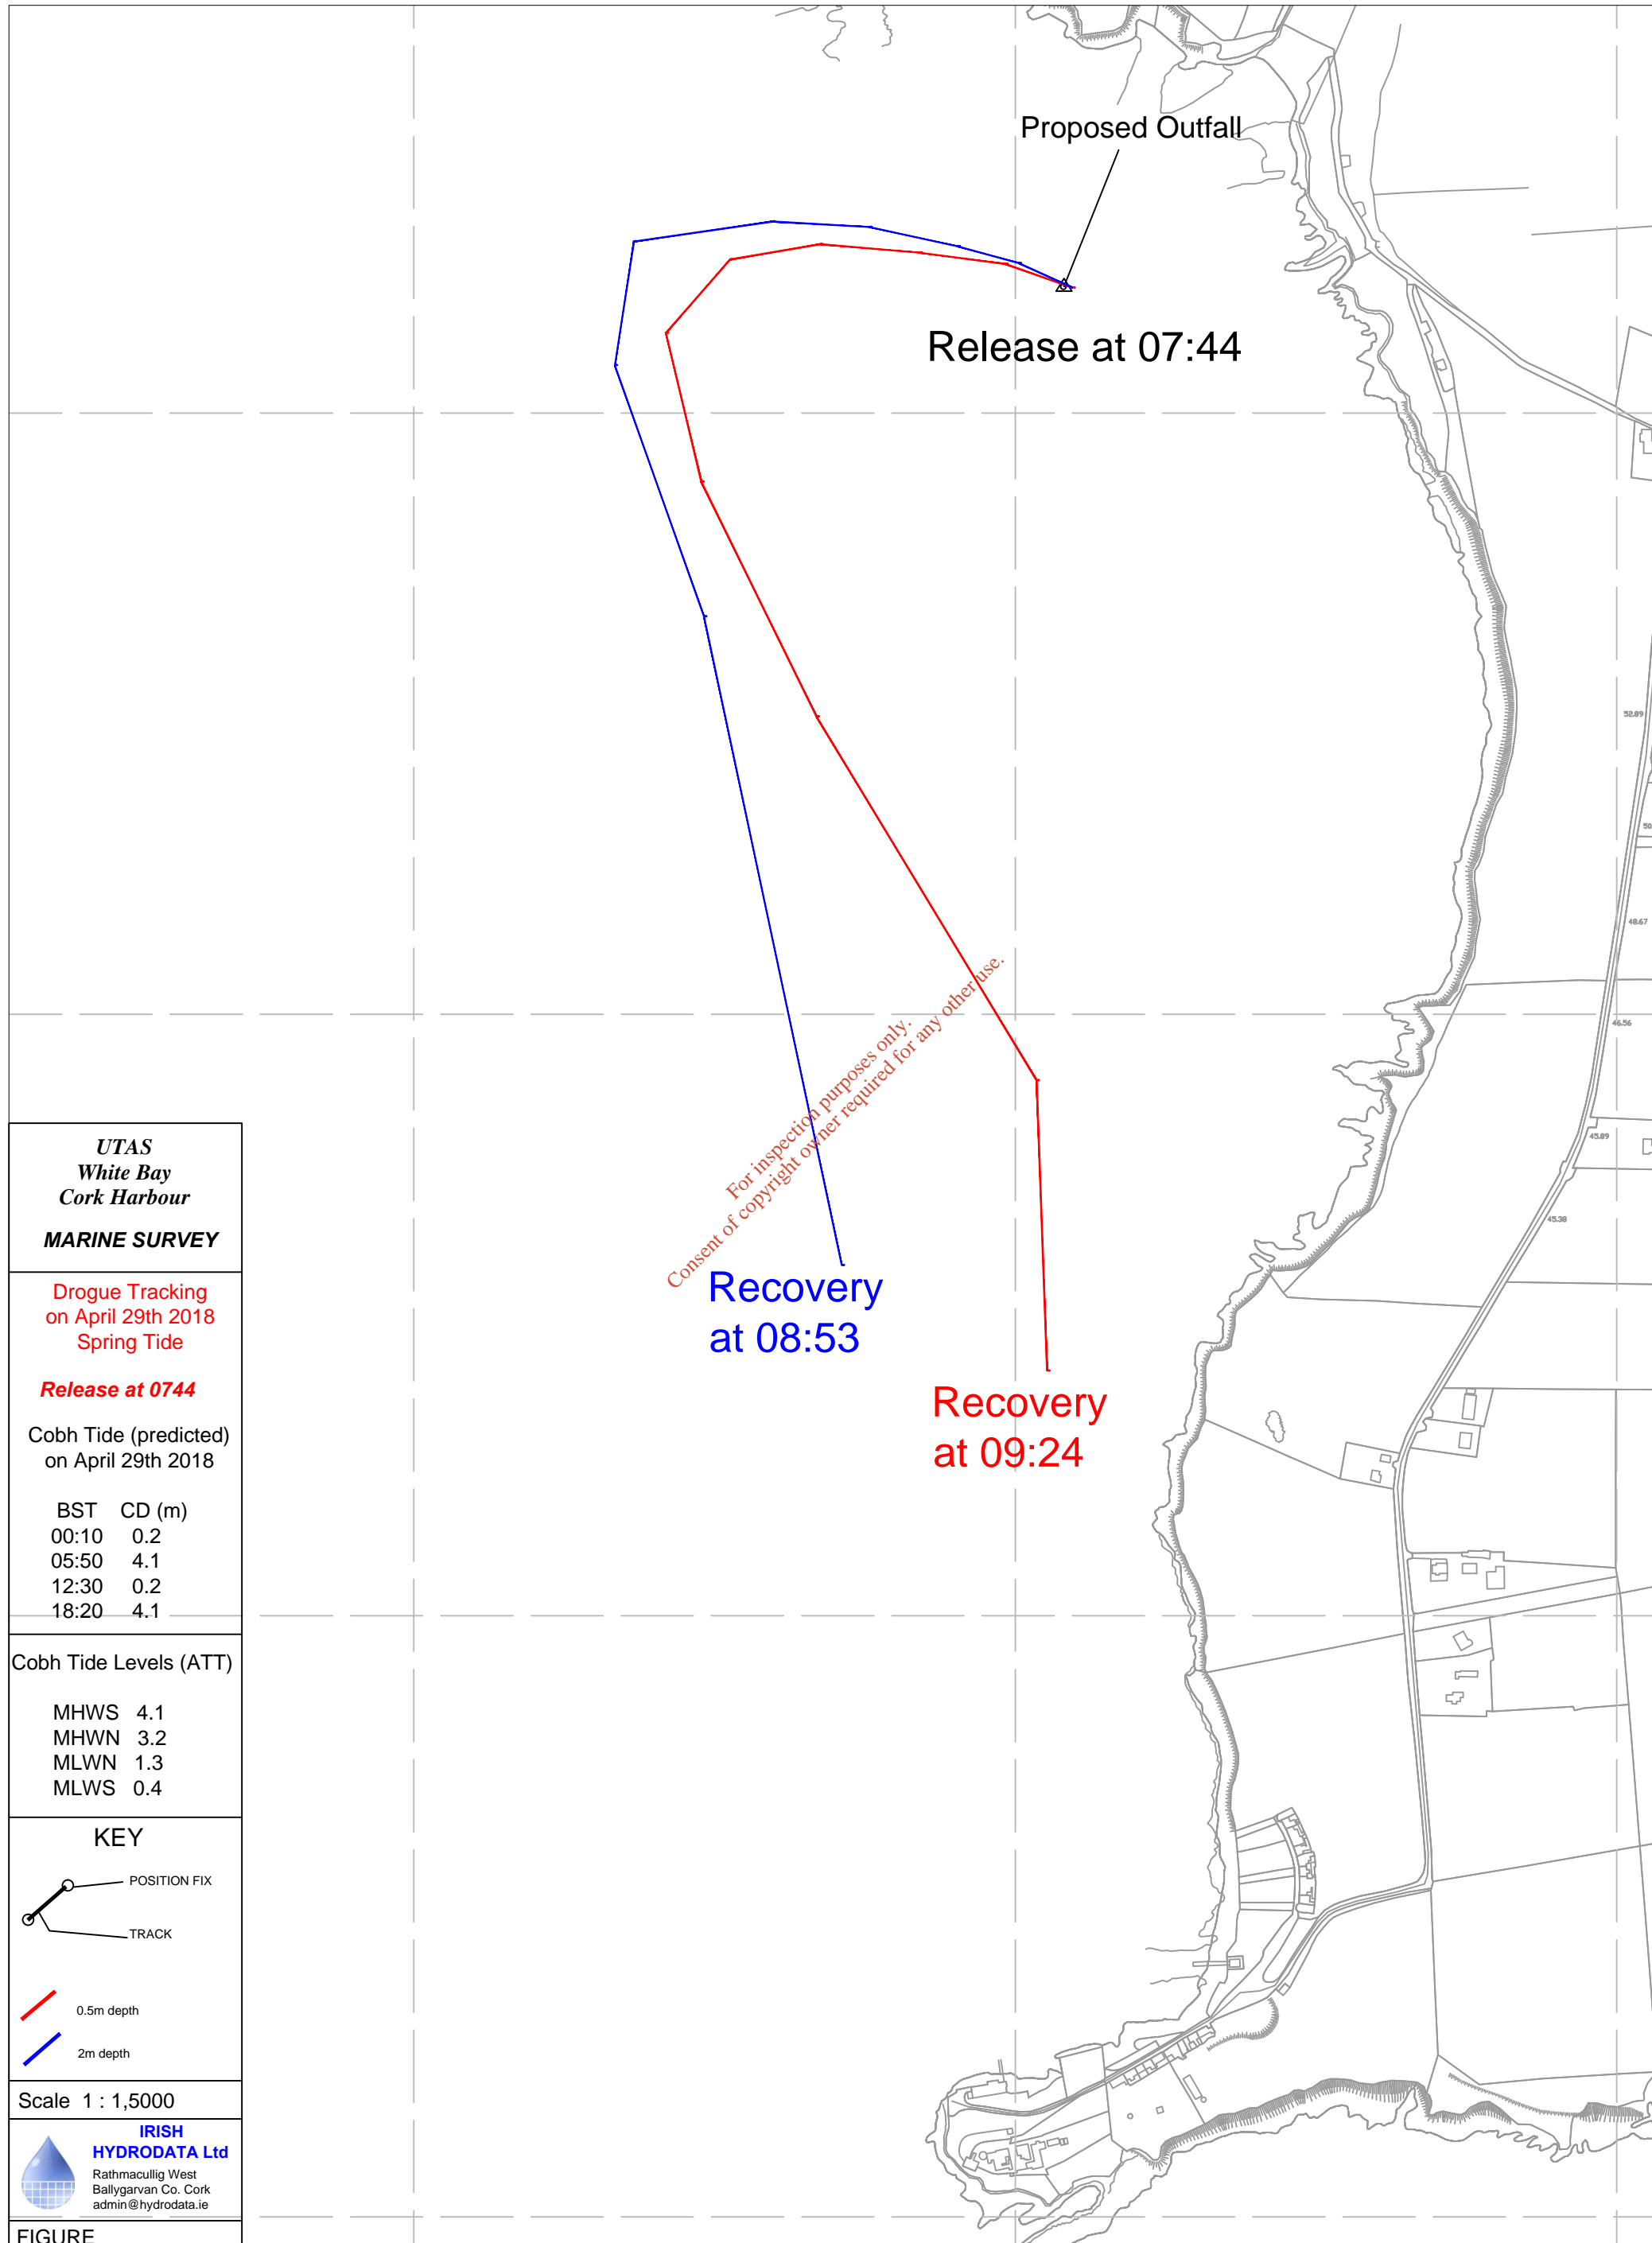 Proposed Outfall
Release at 07:44
52.89
50
48.67
46.56
45.89
45.38
For inspection purposes only.
Consent of copyright owner required for any other use.
Recovery
at 08:53
Recovery
at 09:24
UTAS
White Bay
Cork Harbour
MARINE SURVEY
Drogue Tracking
on April 29th 2018
Spring Tide
Release at 0744
Cobh Tide (predicted)
on April 29th 2018
BST CD (m)
00:10 0.2
05:50 4.1
12:30 0.2
18:20 4.1
Cobh Tide Levels (ATT)
MHWS 4.1
MHWN 3.2
MLWN 1.3
MLWS 0.4
KEY
POSITION FIX
TRACK
0.5m depth
2m depth
Scale 1 : 1,5000
IRISH
HYDRODATA Ltd
Rathmacullig West
Ballygarvan Co. Cork
admin@hydrodata.ie
FIGURE